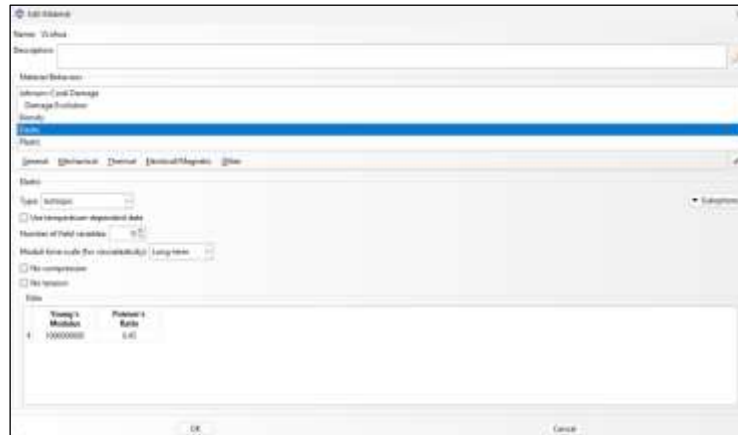 Edit Material
Name:
Description:
Material Behaviors
Johnson-Cook Damage
Damage Evolution
Density
Elastic
Plastic
General Mechanical Thermal Electrical/Magnetic Other
Elastic
Type: Isotropic
Suboptions
Use temperature-dependent data
Number of field variables: 0
Moduli time scale (for viscoelasticity): Long-term
No compression
No tension
Data
Young's Modulus
Poisson's Ratio
1
0.45
OK Cancel